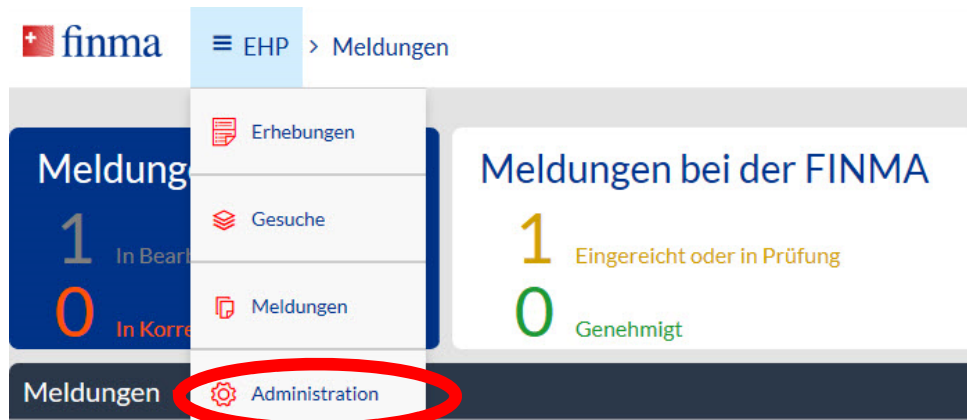 finma
EHP > Meldungen
Erhebungen
Gesuche
Meldungen
Administration
Meldung
1 In Bear
0 In Korre
Meldungen bei der FINMA
1 Eingereicht oder in Prüfung
0 Genehmigt
Meldungen